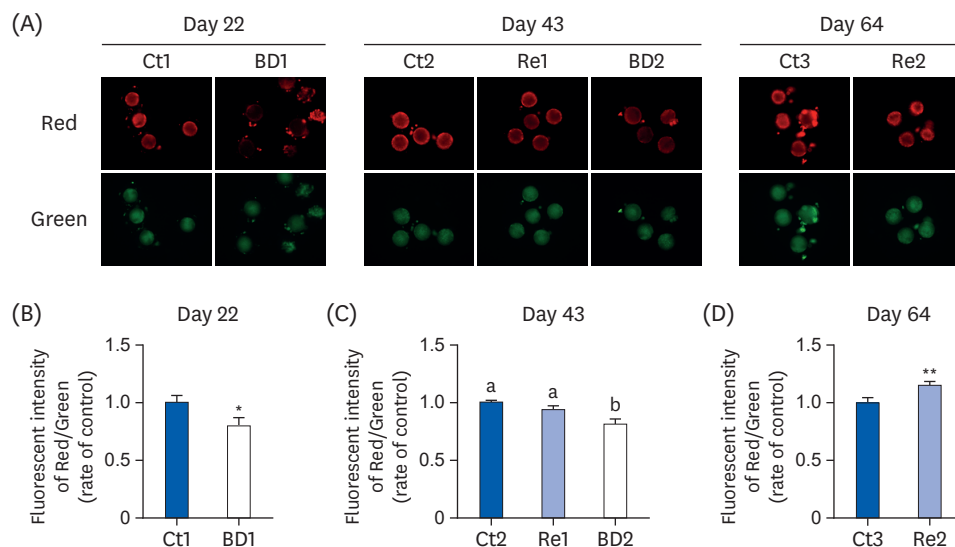 (A)
Day 22
Day 43
Day 64
Ct1
BD1
Ct2
Re1
BD2
Ct3
Re2
Red
Green
(B)
Day 22
Fluorescent intensity
of Red/Green
(rate of control)
1.5
1.0
0.5
0
*
Ct1
BD1
(C)
Day 43
Fluorescent intensity
of Red/Green
(rate of control)
1.5
1.0
0.5
0
a
a
b
Ct2
Re1
BD2
(D)
Day 64
Fluorescent intensity
of Red/Green
(rate of control)
1.5
1.0
0.5
0
**
Ct3
Re2